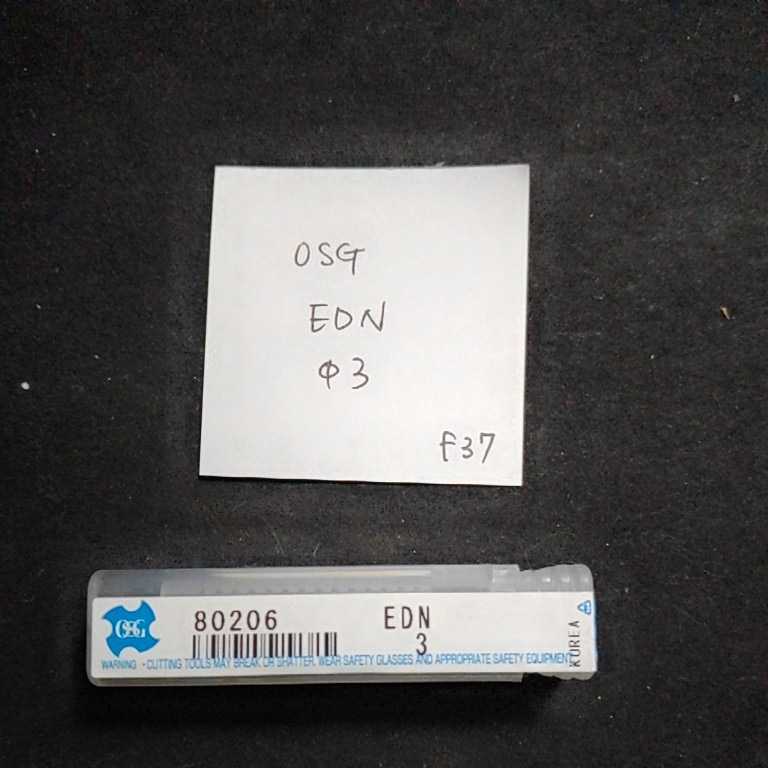 OSG
EDN
φ3
f37
OSG
80206 EDN
3
WARNING · CUTTING TOOLS MAY BREAK OR SHATTER. WEAR SAFETY GLASSES AND APPROPRIATE SAFETY EQUIPMENT
KOREA